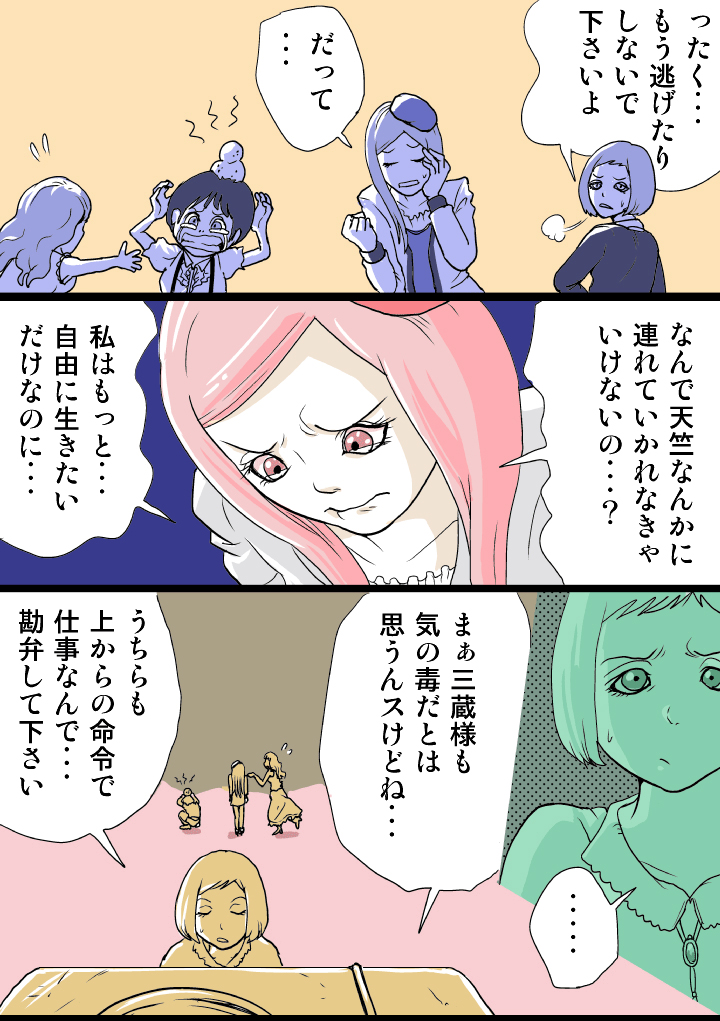 ったく・・・
もう逃げたり
しないで
下さいよ
だって
・・・
なんで天竺なんかに
連れていかれなきゃ
いけないの・・・?
私はもっと・・・
自由に生きたい
だけなのに・・・
・・・・
まぁ三蔵様も
気の毒だとは
思うんスけどね・・・
うちらも
上からの命令で
仕事なんで・・・
勘弁して下さい